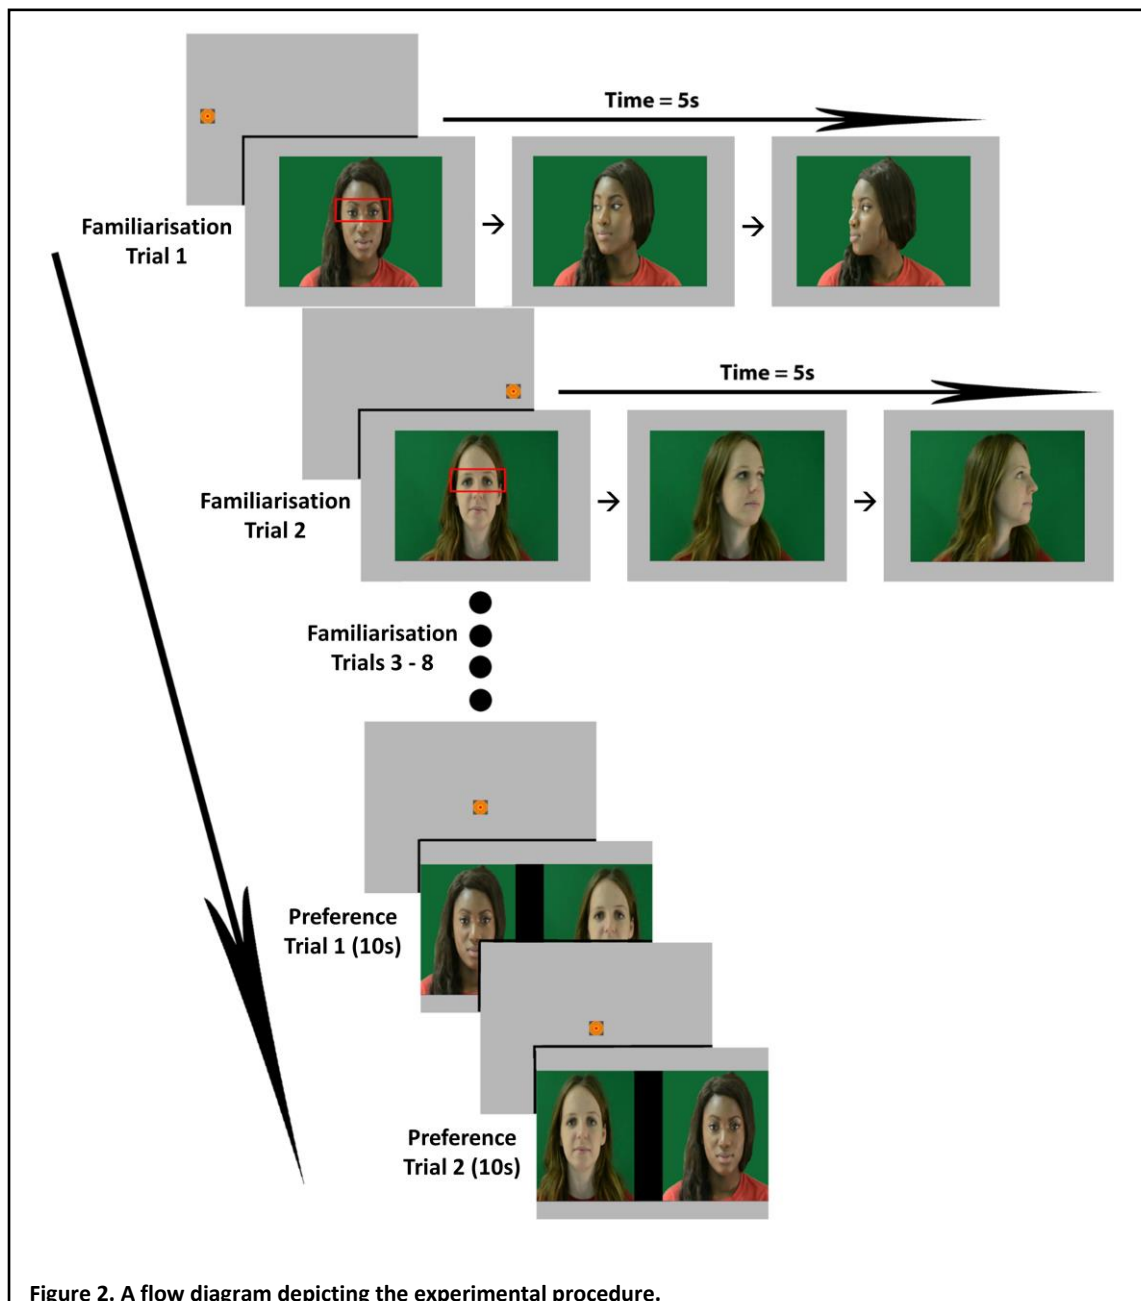 Time = 5s
Familiarisation
Trial 1
Time = 5s
Familiarisation
Trial 2
Familiarisation
Trials 3 - 8
Preference
Trial 1 (10s)
Preference
Trial 2 (10s)
Figure 2. A flow diagram depicting the experimental procedure.